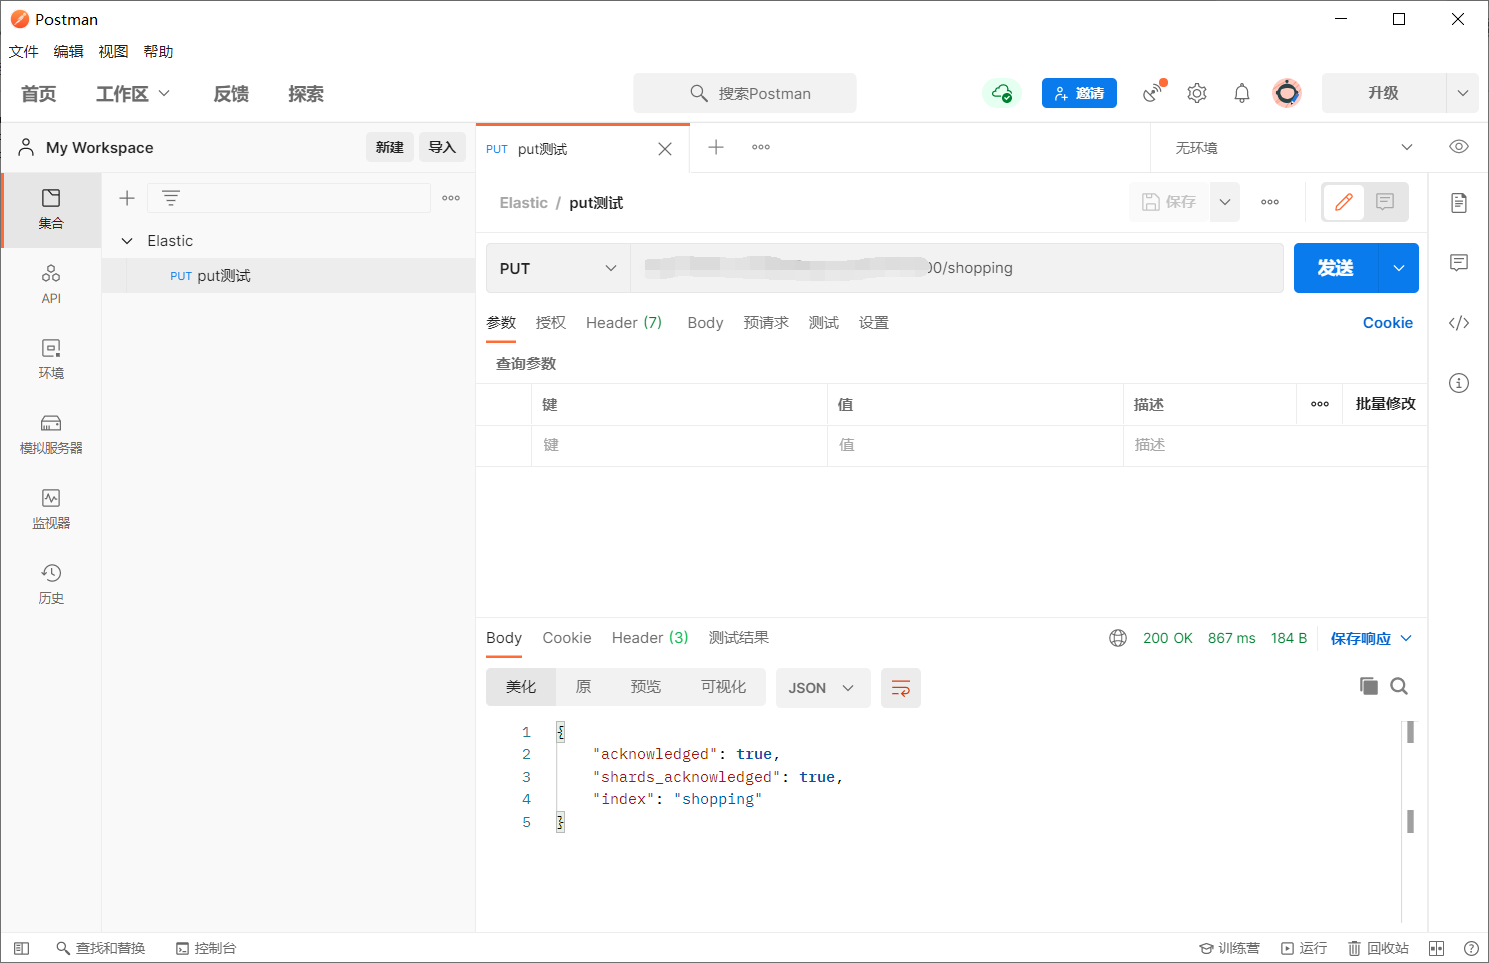 Postman
文件 编辑 视图 帮助
首页 工作区 反馈 探索 搜索Postman 邀请 升级
My Workspace 新建 导入 PUT put测试 无环境
集合
API
环境
模拟服务器
监视器
历史
Elastic
PUT put测试
Elastic / put测试 保存
PUT 00/shopping 发送
参数 授权 Header (7) Body 预请求 测试 设置 Cookie
查询参数
键 值 描述 批量修改
键 值 描述
Body Cookie Header (3) 测试结果 200 OK 867 ms 184 B 保存响应
美化 原 预览 可视化 JSON
1 {
2 "acknowledged": true,
3 "shards_acknowledged": true,
4 "index": "shopping"
5 }
查找和替换 控制台 训练营 运行 回收站